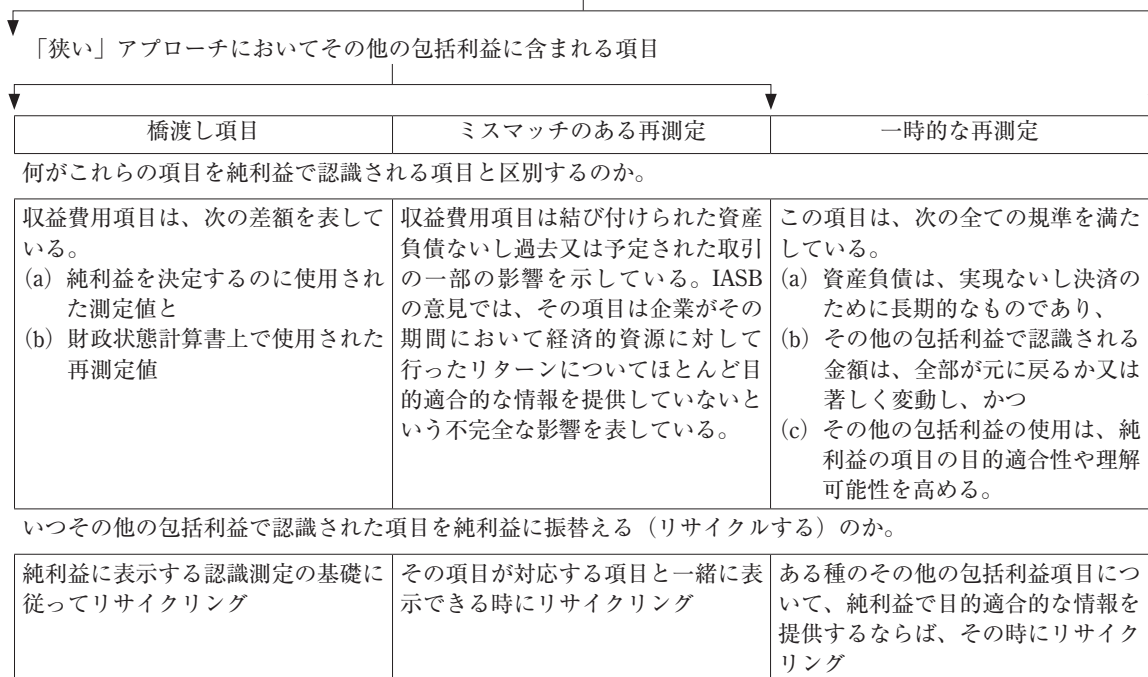 「狭い」アプローチにおいてその他の包括利益に含まれる項目
橋渡し項目
ミスマッチのある再測定
一時的な再測定
何がこれらの項目を純利益で認識される項目と区別するのか。
収益費用項目は、次の差額を表して
いる。
(a) 純利益を決定するのに使用され
た測定値と
(b) 財政状態計算書上で使用された
再測定値
収益費用項目は結び付けられた資産
負債ないし過去又は予定された取引
の一部の影響を示している。IASB
の意見では、その項目は企業がその
期間において経済的資源に対して
行ったリターンについてほとんど目
的適合的な情報を提供していないと
いう不完全な影響を表している。
この項目は、次の全ての規準を満た
している。
(a) 資産負債は、実現ないし決済の
ために長期的なものであり、
(b) その他の包括利益で認識される
金額は、全部が元に戻るか又は
著しく変動し、かつ
(c) その他の包括利益の使用は、純
利益の項目の目的適合性や理解
可能性を高める。
いつその他の包括利益で認識された項目を純利益に振替える（リサイクルする）のか。
純利益に表示する認識測定の基礎に
従ってリサイクリング
その項目が対応する項目と一緒に表
示できる時にリサイクリング
ある種のその他の包括利益項目につ
いて、純利益で目的適合的な情報を
提供するならば、その時にリサイク
リング